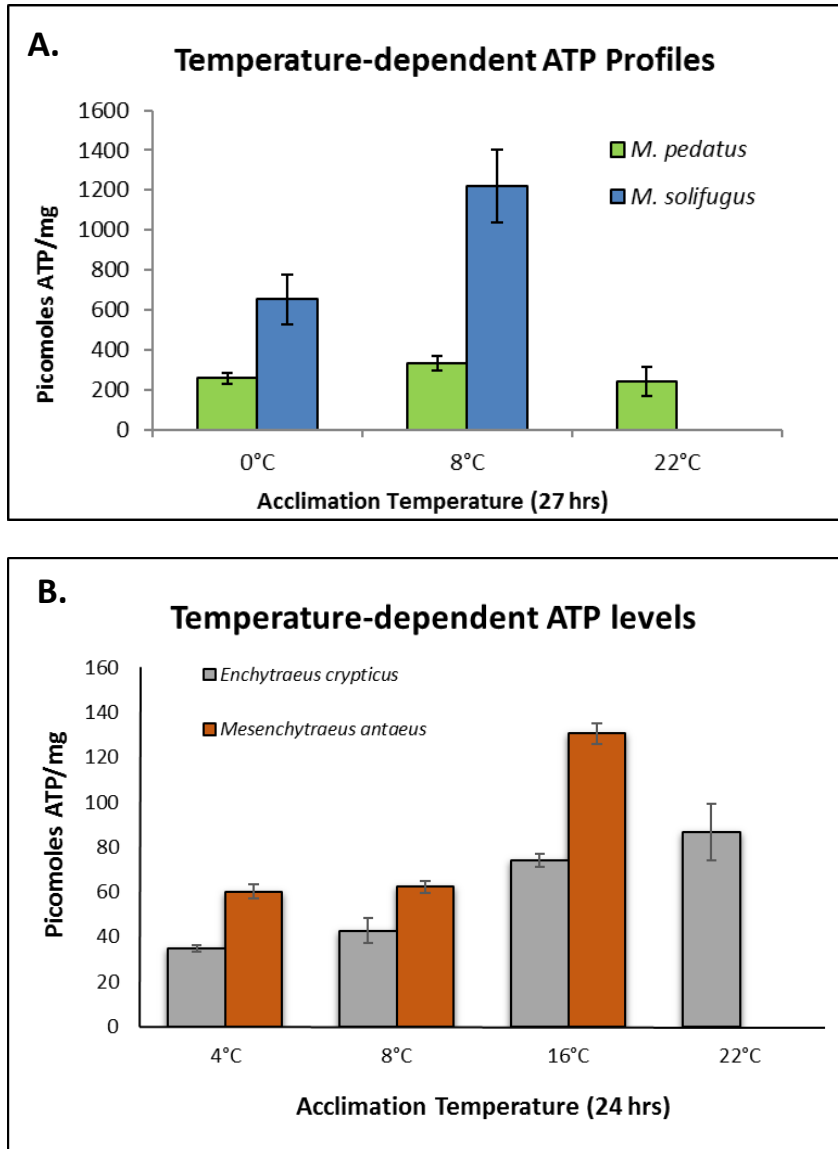 A.
Temperature-dependent ATP Profiles
Picomoles ATP/mg
1600
1400
1200
1000
800
600
400
200
0
M. pedatus
M. solifugus
0°C 8°C 22°C
Acclimation Temperature (27 hrs)
B.
Temperature-dependent ATP levels
Picomoles ATP/mg
160
140
120
100
80
60
40
20
0
Enchytraeus crypticus
Mesenchytraeus antaeus
4°C 8°C 16°C 22°C
Acclimation Temperature (24 hrs)